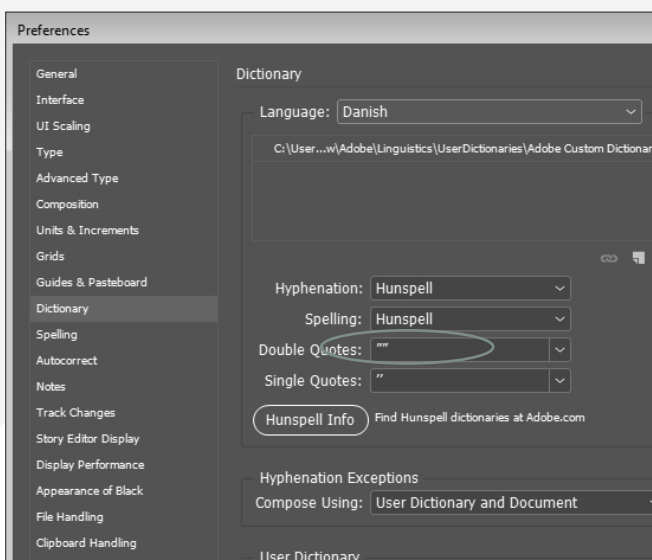 Preferences
General
Interface
UI Scaling
Type
Advanced Type
Composition
Units & Increments
Grids
Guides & Pasteboard
Dictionary
Spelling
Autocorrect
Notes
Track Changes
Story Editor Display
Display Performance
Appearance of Black
File Handling
Clipboard Handling
Dictionary
Language: Danish
C:\User...w\Adobe\Linguistics\UserDictionaries\Adobe Custom Dictionar
Hyphenation: Hunspell
Spelling: Hunspell
Double Quotes: ””
Single Quotes: ’’
Hunspell Info Find Hunspell dictionaries at Adobe.com
Hyphenation Exceptions
Compose Using: User Dictionary and Document
User Dictionary